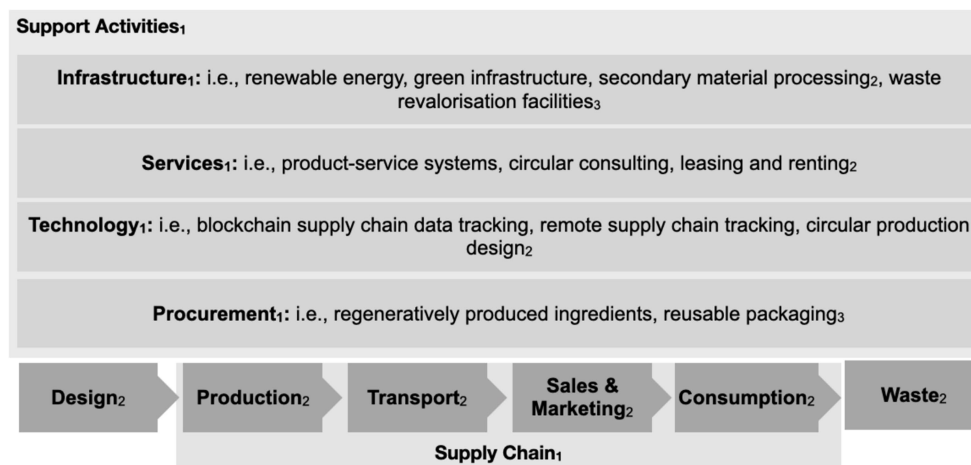 Support Activities₁
Infrastructure₁: i.e., renewable energy, green infrastructure, secondary material processing₂, waste
revalorisation facilities₃
Services₁: i.e., product-service systems, circular consulting, leasing and renting₂
Technology₁: i.e., blockchain supply chain data tracking, remote supply chain tracking, circular production
design₂
Procurement₁: i.e., regeneratively produced ingredients, reusable packaging₃
Design₂
Production₂
Transport₂
Sales &
Marketing₂
Consumption₂
Waste₂
Supply Chain₁